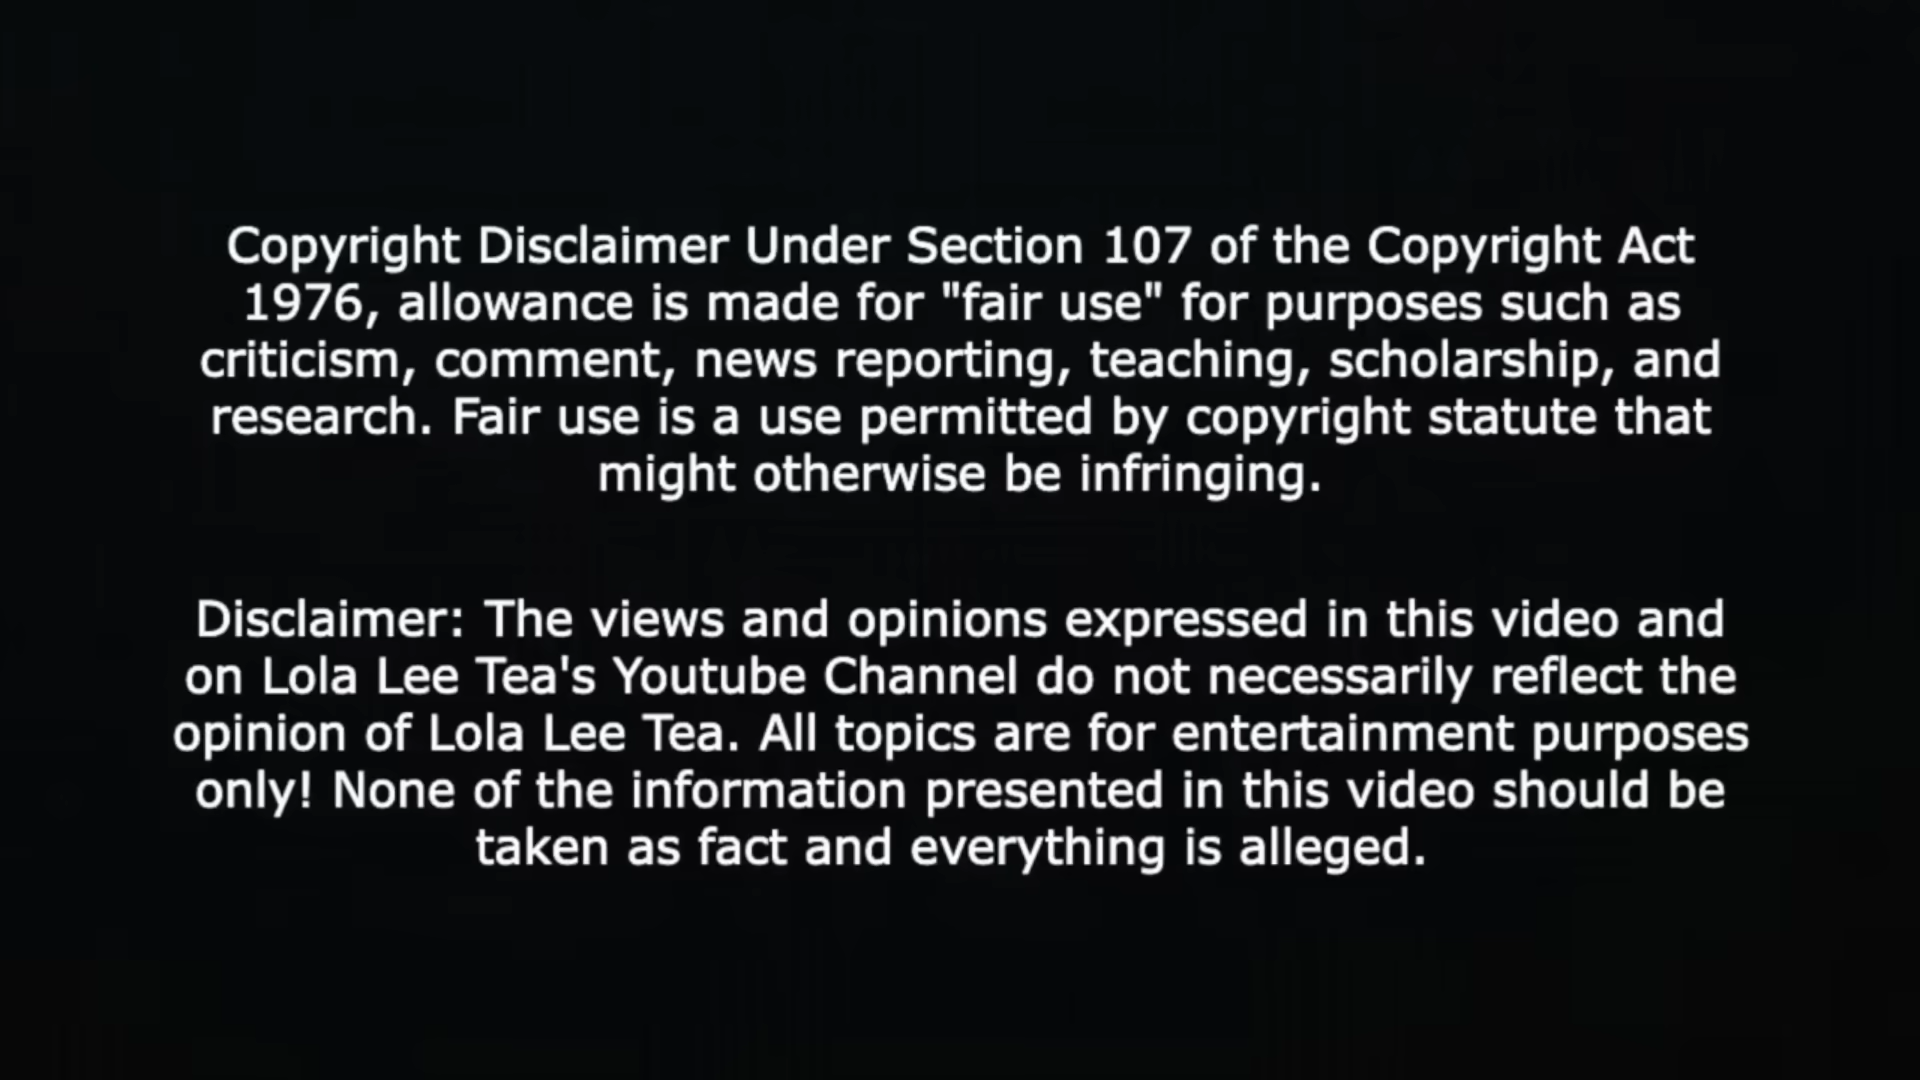 Copyright Disclaimer Under Section 107 of the Copyright Act
1976, allowance is made for "fair use" for purposes such as
criticism, comment, news reporting, teaching, scholarship, and
research. Fair use is a use permitted by copyright statute that
might otherwise be infringing.
Disclaimer: The views and opinions expressed in this video and
on Lola Lee Tea's Youtube Channel do not necessarily reflect the
opinion of Lola Lee Tea. All topics are for entertainment purposes
only! None of the information presented in this video should be
taken as fact and everything is alleged.